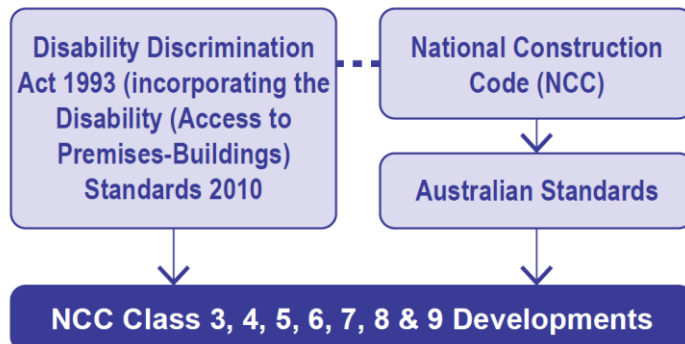 Disability Discrimination
Act 1993 (incorporating the
Disability (Access to
Premises-Buildings)
Standards 2010
National Construction
Code (NCC)
Australian Standards
NCC Class 3, 4, 5, 6, 7, 8 & 9 Developments